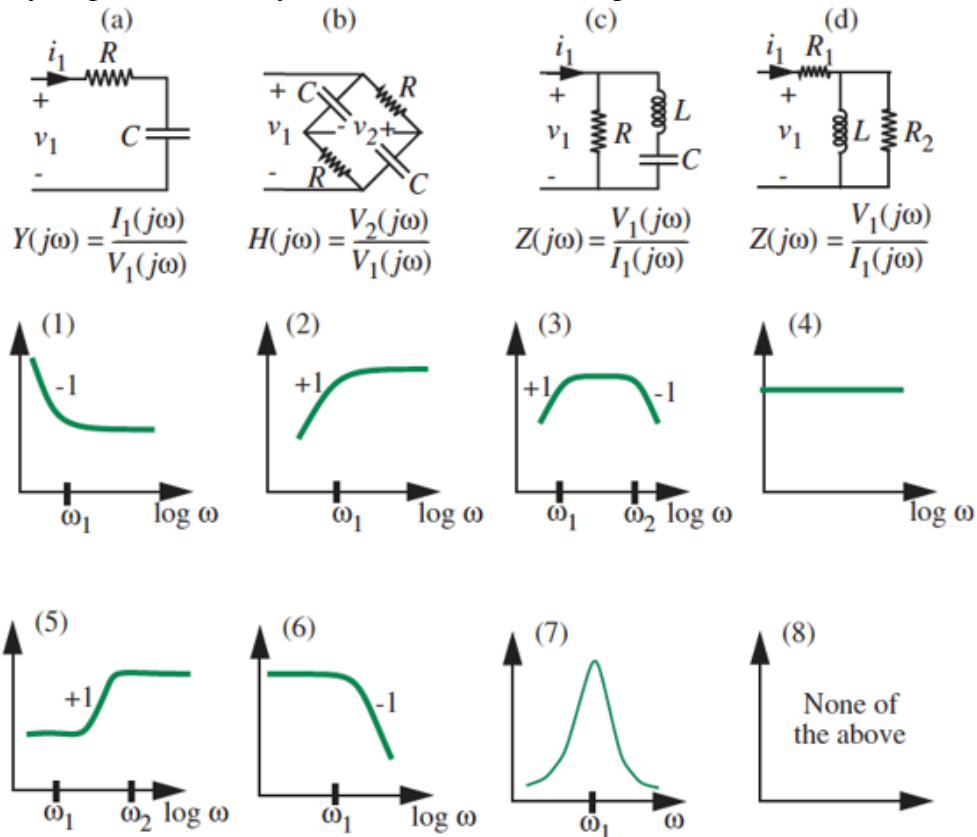 (a) (b) (c) (d)
i₁ R
+
v₁ C
-
+ C R
v₁ - v₂ +
- R C
i₁
+ L
v₁ R
- C
i₁ R₁
+
v₁ L R₂
-
Y(jω) = I₁(jω) / V₁(jω)
H(jω) = V₂(jω) / V₁(jω)
Z(jω) = V₁(jω) / I₁(jω)
Z(jω) = V₁(jω) / I₁(jω)
(1)
-1
ω₁ log ω
(2)
+1
ω₁ log ω
(3)
+1 -1
ω₁ ω₂ log ω
(4)
log ω
(5)
+1
ω₁ ω₂ log ω
(6)
-1
ω₁ log ω
(7)
ω₁ ω
(8)
None of
the above